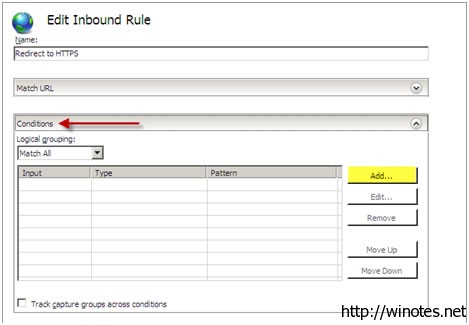 Edit Inbound Rule
Name:
Redirect to HTTPS
Match URL
Conditions
Logical grouping:
Match All
Input Type Pattern
Add...
Edit...
Remove
Move Up
Move Down
Track capture groups across conditions
http://winotes.net